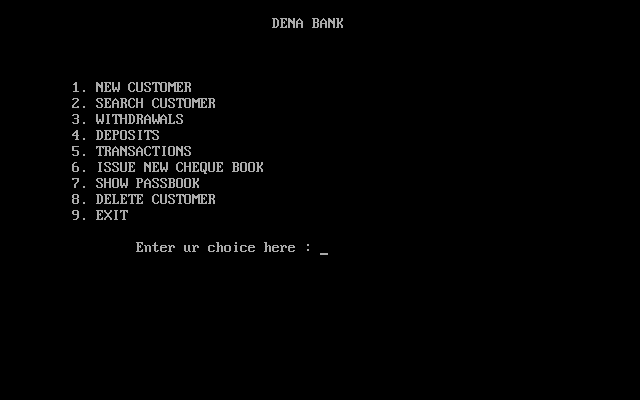 DENA BANK
1. NEW CUSTOMER
2. SEARCH CUSTOMER
3. WITHDRAWALS
4. DEPOSITS
5. TRANSACTIONS
6. ISSUE NEW CHEQUE BOOK
7. SHOW PASSBOOK
8. DELETE CUSTOMER
9. EXIT
Enter ur choice here : _